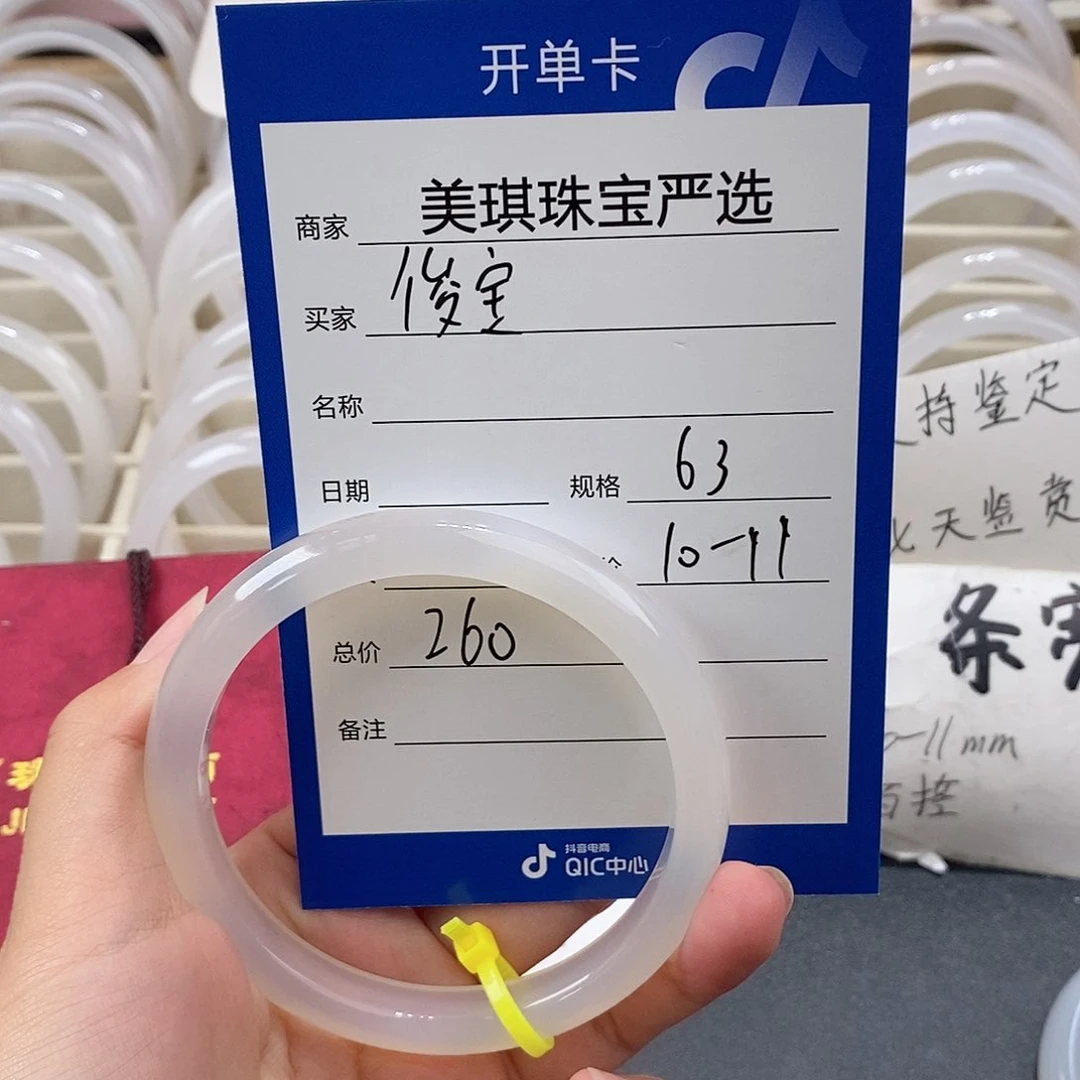 开单卡
商家 美琪珠宝严选
买家 俊宝
名称
日期 规格 63
10-11
总价 260
备注
抖音电商
QIC中心
持鉴定
天监赏
条
-11mm
百控